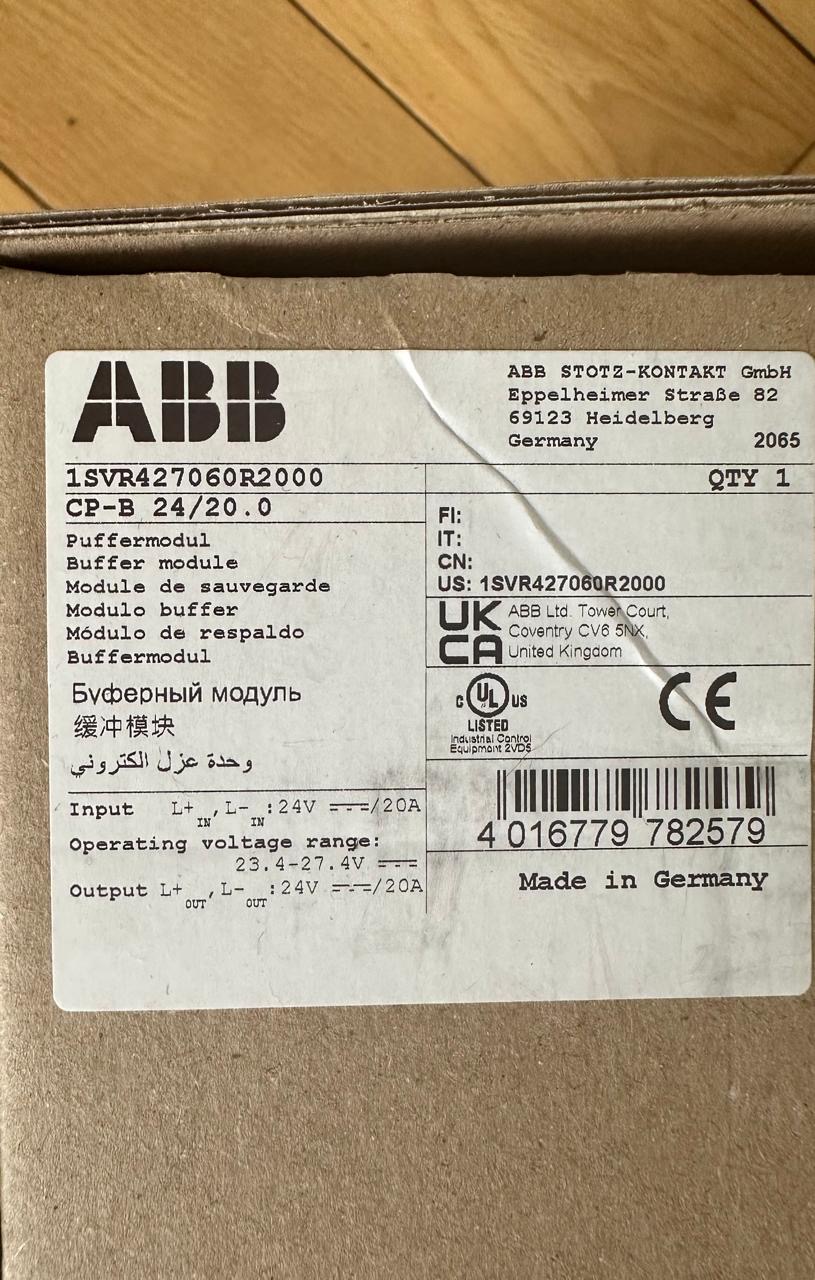 ABB
ABB STOTZ-KONTAKT GmbH
Eppelheimer Straße 82
69123 Heidelberg
Germany 2065
1SVR427060R2000
QTY 1
CP-B 24/20.0
Puffermodul
Buffer module
Module de sauvegarde
Modulo buffer
Módulo de respaldo
Buffermodul
Буферный модуль
缓冲模块
وحدة عزل الكتروني
Input L+IN, L-IN :24V ⎓/20A
Operating voltage range:
23.4-27.4V ⎓
Output L+OUT, L-OUT :24V ⎓/20A
FI:
IT:
CN:
US: 1SVR427060R2000
UK
CA
ABB Ltd. Tower Court,
Coventry CV6 5NX,
United Kingdom
C UL US
LISTED
Industrial Control
Equipment 2VD5
CE
4 016779 782579
Made in Germany